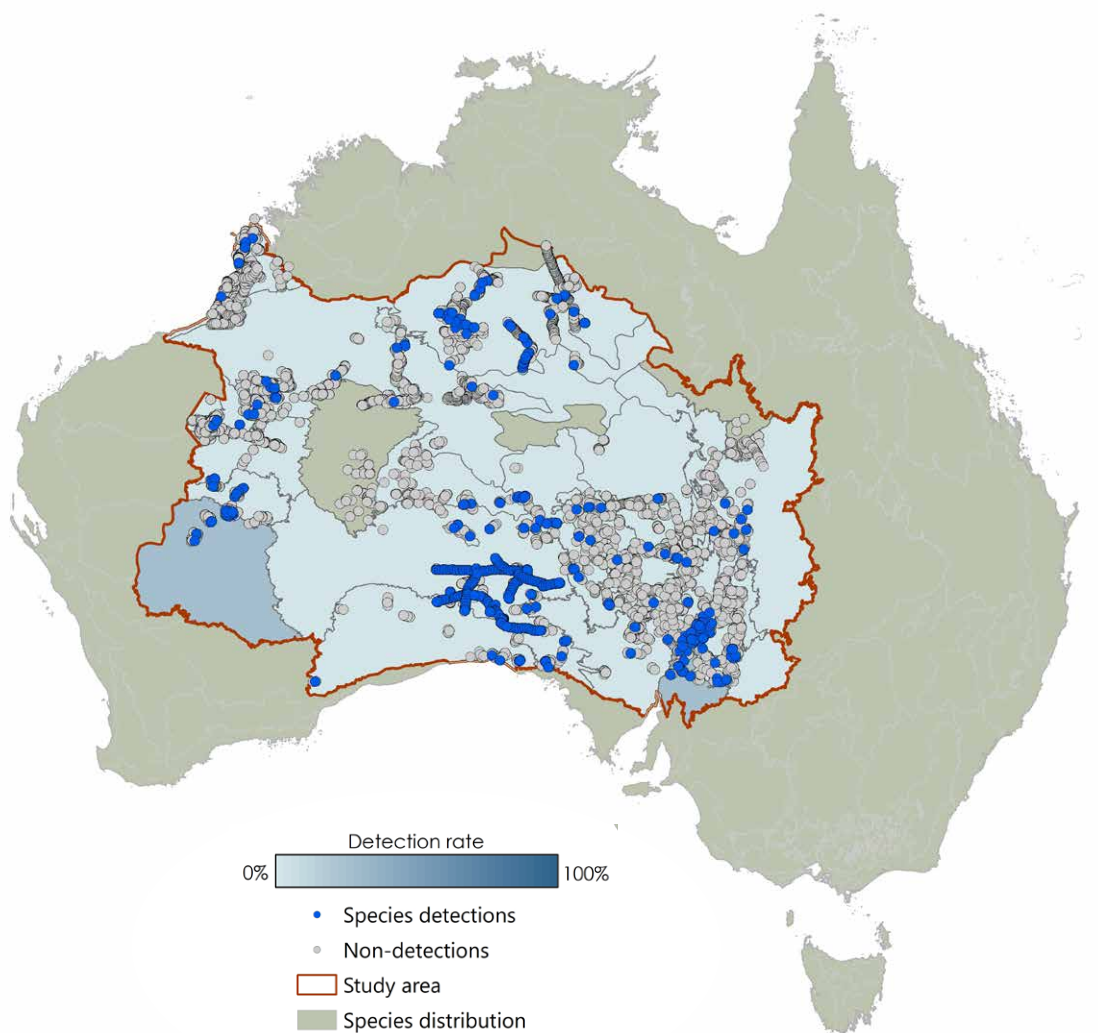 Detection rate
0% 100%
Species detections
Non-detections
Study area
Species distribution